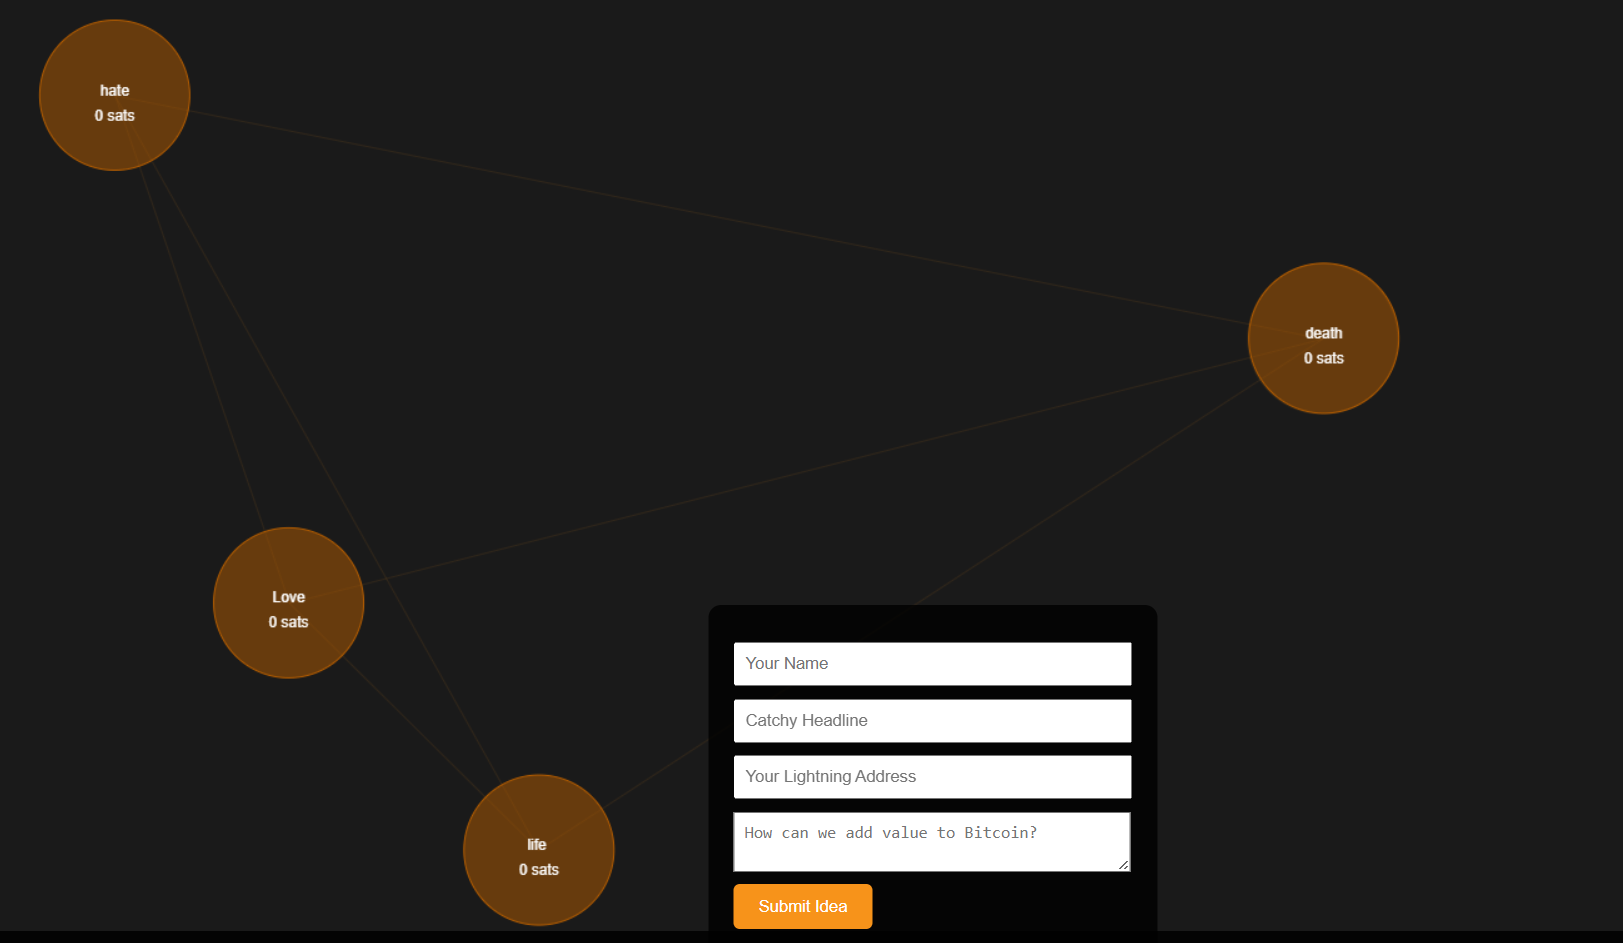 hate
0 sats
death
0 sats
Love
0 sats
life
0 sats
Your Name
Catchy Headline
Your Lightning Address
How can we add value to Bitcoin?
Submit Idea